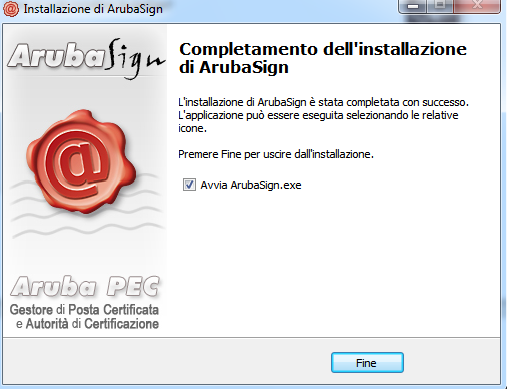 Installazione di ArubaSign
ArubaSign
Completamento dell'installazione
di ArubaSign
L'installazione di ArubaSign è stata completata con successo.
L'applicazione può essere eseguita selezionando le relative
icone.
Premere Fine per uscire dall'installazione.
Avvia ArubaSign.exe
@
Aruba PEC
Gestore di Posta Certificata
e Autorità di Certificazione
Fine